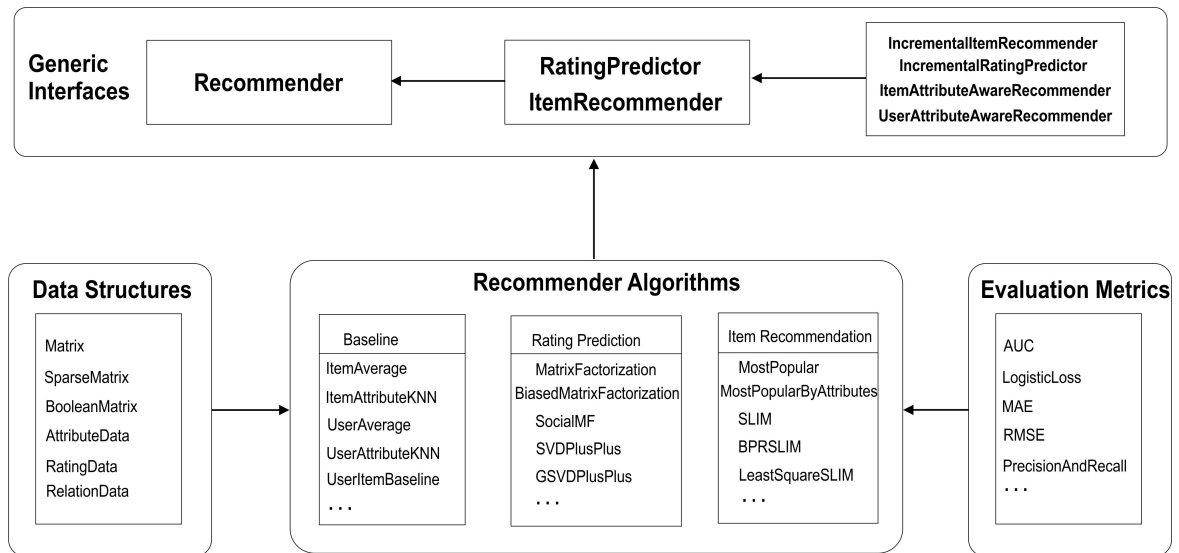 Generic
Interfaces
Recommender
RatingPredictor
ItemRecommender
IncrementalItemRecommender
IncrementalRatingPredictor
ItemAttributeAwareRecommender
UserAttributeAwareRecommender
Data Structures
Matrix
SparseMatrix
BooleanMatrix
AttributeData
RatingData
RelationData
Recommender Algorithms
Baseline
ItemAverage
ItemAttributeKNN
UserAverage
UserAttributeKNN
UserItemBaseline
...
Rating Prediction
MatrixFactorization
BiasedMatrixFactorization
SocialMF
SVDPlusPlus
GSVDPlusPlus
...
Item Recommendation
MostPopular
MostPopularByAttributes
SLIM
BPRSLIM
LeastSquareSLIM
...
Evaluation Metrics
AUC
LogisticLoss
MAE
RMSE
PrecisionAndRecall
...